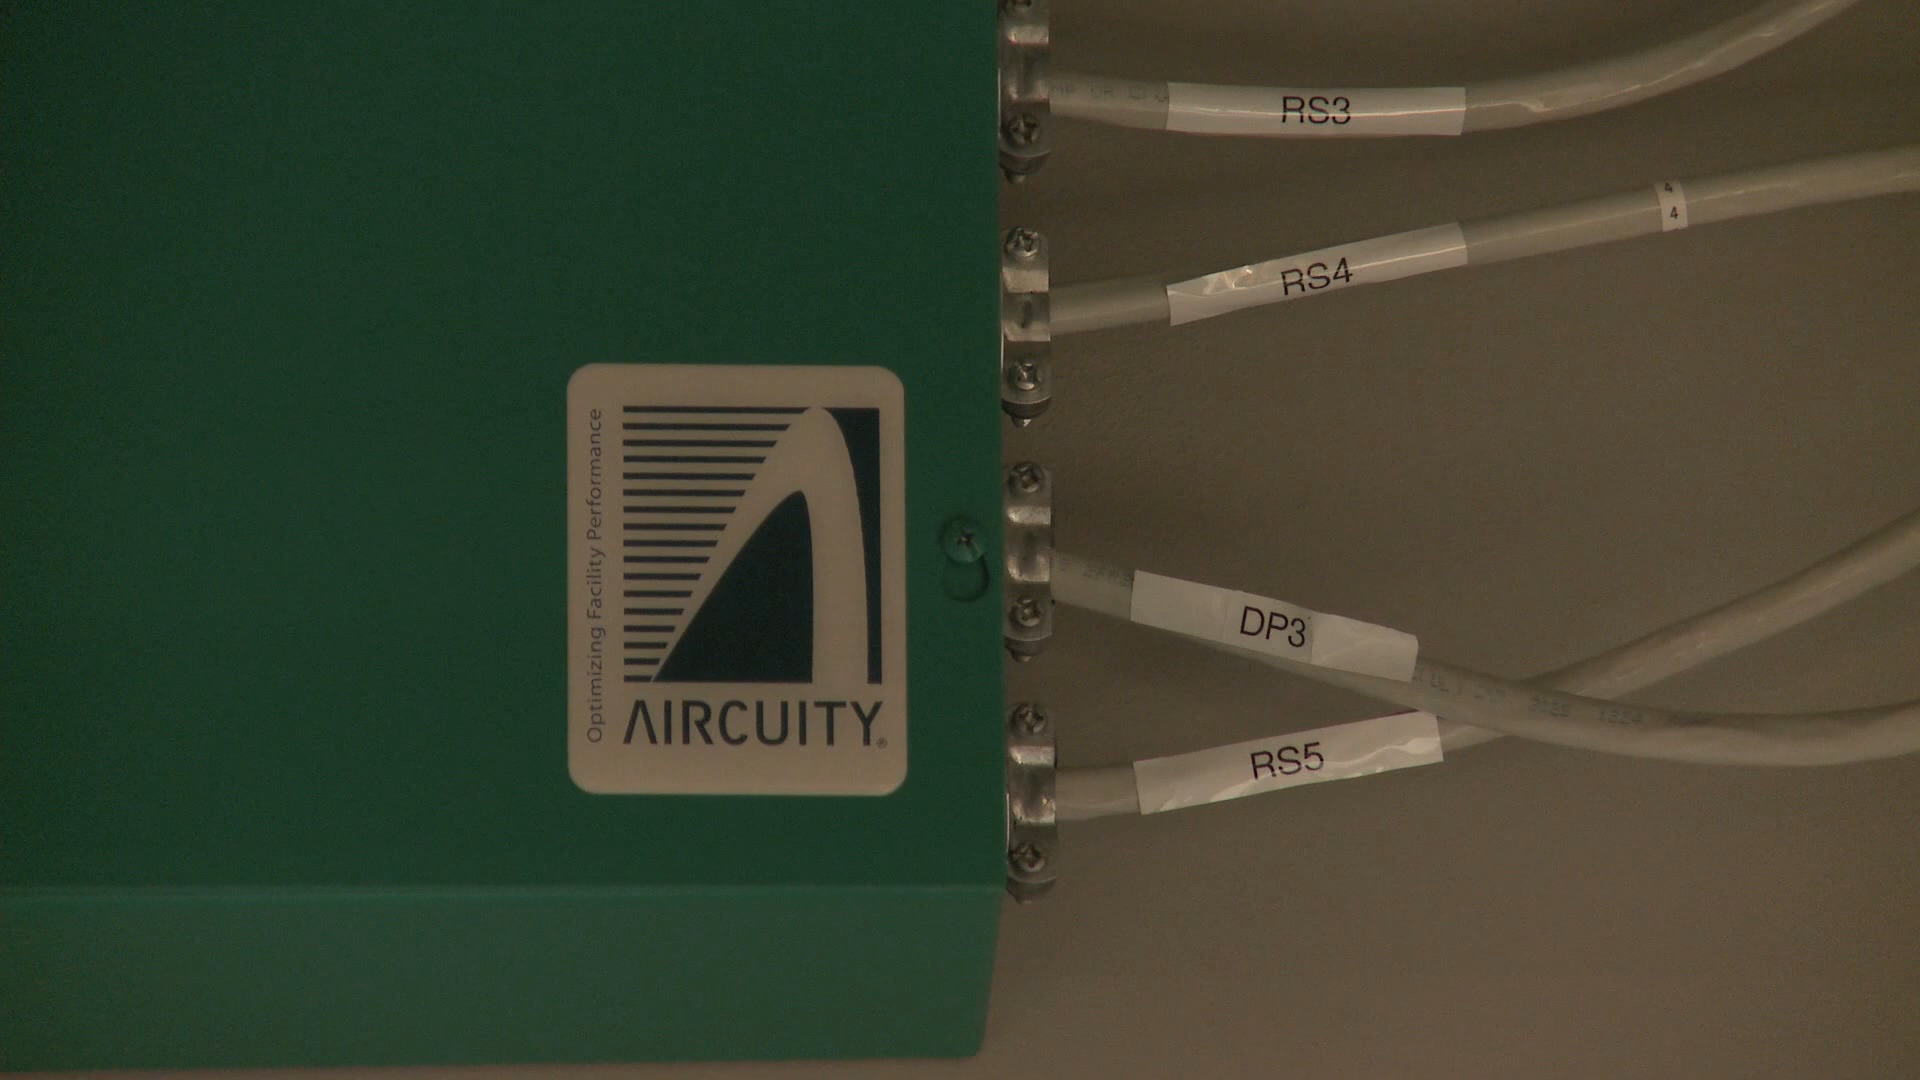 RS3
4
4
RS4
Optimizing Facility Performance
AIRCUITY®
DP3
RS5